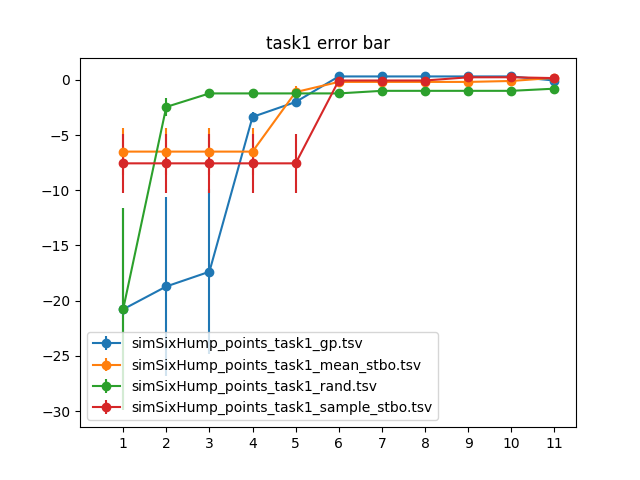 task1 error bar
0
−5
−10
−15
−20
−25
−30
simSixHump_points_task1_gp.tsv
simSixHump_points_task1_mean_stbo.tsv
simSixHump_points_task1_rand.tsv
simSixHump_points_task1_sample_stbo.tsv
1 2 3 4 5 6 7 8 9 10 11